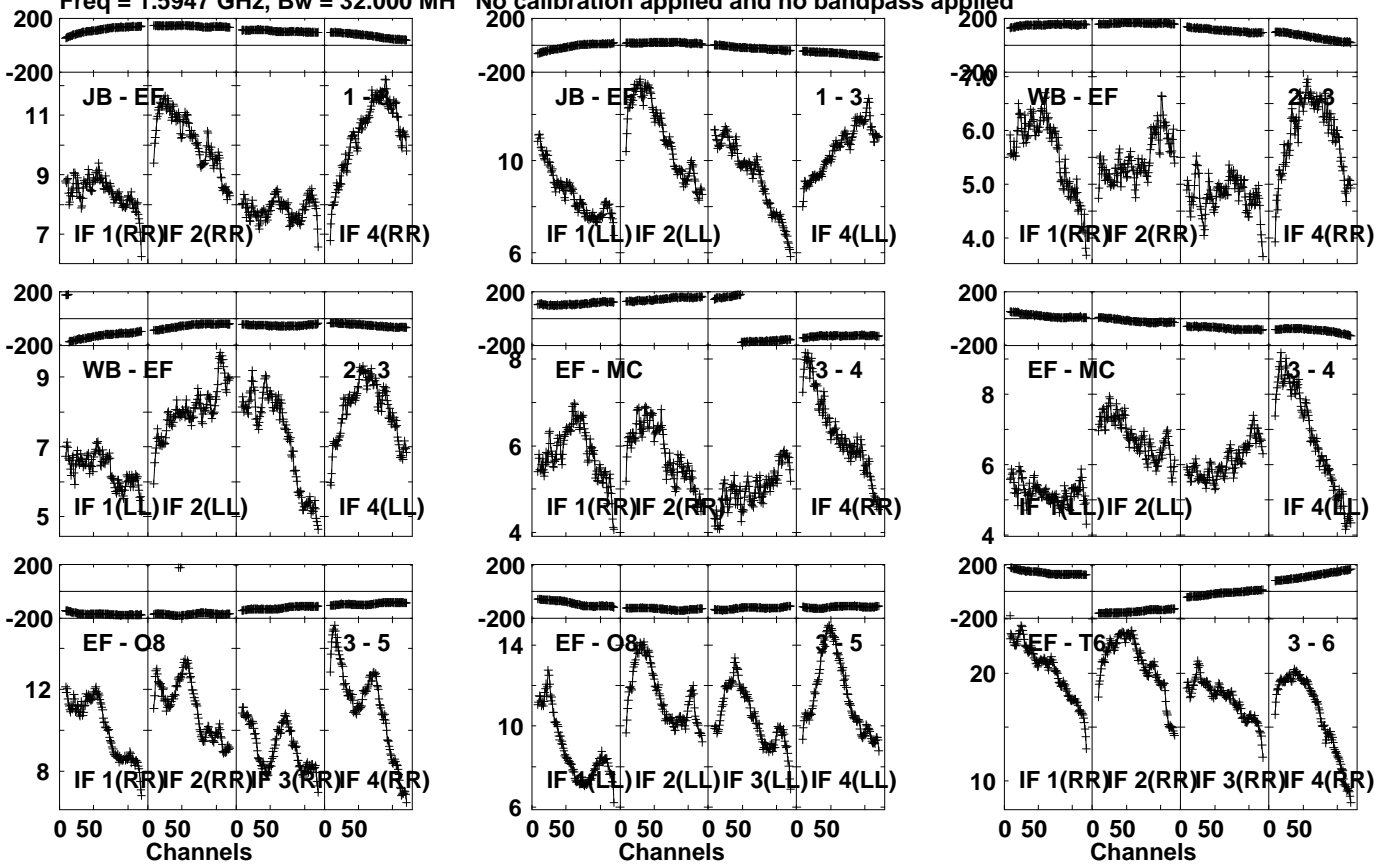 Freq = 1.5947 GHz, Bw = 32.000 MH No calibration applied and no bandpass applied
200 200 200
-200 -200 -200
JB - EF 1 - 3 JB - EF 1 - 3 WB - EF 2 - 3
11 7.0
6.0
9 10 5.0
7 6 4.0
IF 1(RR) IF 2(RR) IF 4(RR) IF 1(LL) IF 2(LL) IF 4(LL) IF 1(RR) IF 2(RR) IF 4(RR)
200 200 200
-200 -200 -200
WB - EF 2 - 3 EF - MC 3 - 4 EF - MC 3 - 4
9 8 8
7 6 6
5 4 4
IF 1(LL) IF 2(LL) IF 4(LL) IF 1(RR) IF 2(RR) IF 4(RR) IF 1(LL) IF 2(LL) IF 4(LL)
200 200 200
-200 -200 -200
EF - O8 3 - 5 EF - O8 3 - 5 EF - T6 3 - 6
12 14 20
8 10 10
6
IF 1(RR) IF 2(RR) IF 3(RR) IF 4(RR) IF 1(LL) IF 2(LL) IF 3(LL) IF 4(LL) IF 1(RR) IF 2(RR) IF 3(RR) IF 4(RR)
0 50 0 50 0 50 0 50 0 50 0 50 0 50 0 50 0 50 0 50 0 50 0 50
Channels Channels Channels